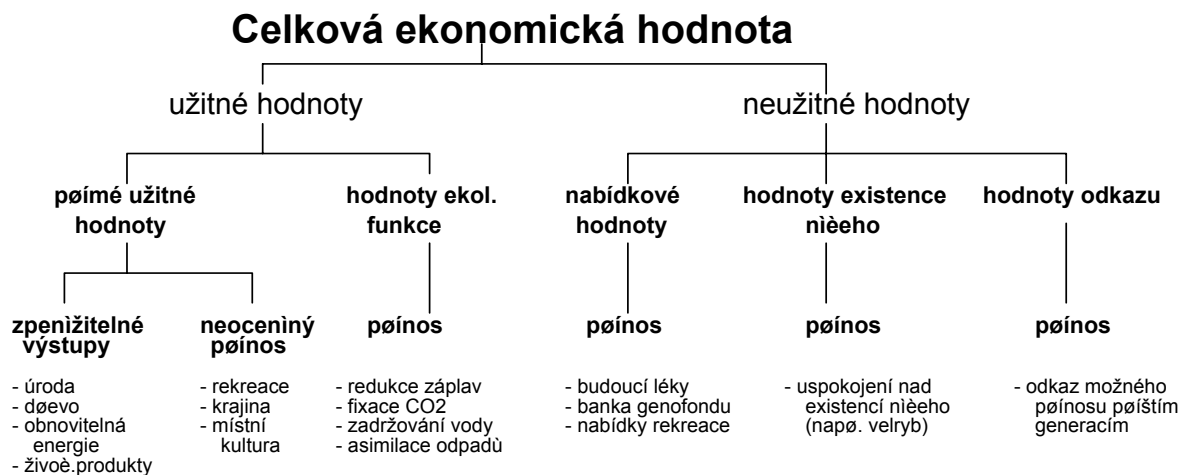 Celková ekonomická hodnota
užitné hodnoty
neužitné hodnoty
pøímé užitné
hodnoty
hodnoty ekol.
funkce
nabídkové
hodnoty
hodnoty existence
nìèeho
hodnoty odkazu
zpenìžitelné
výstupy
neocenìný
pøínos
pøínos
pøínos
pøínos
pøínos
- úroda
- døevo
- obnovitelná
energie
- živoè.produkty
- rekreace
- krajina
- místní
kultura
- redukce záplav
- fixace CO2
- zadržování vody
- asimilace odpadù
- budoucí léky
- banka genofondu
- nabídky rekreace
- uspokojení nad
existencí nìèeho
(napø. velryb)
- odkaz možného
pøínosu pøíštím
generacím